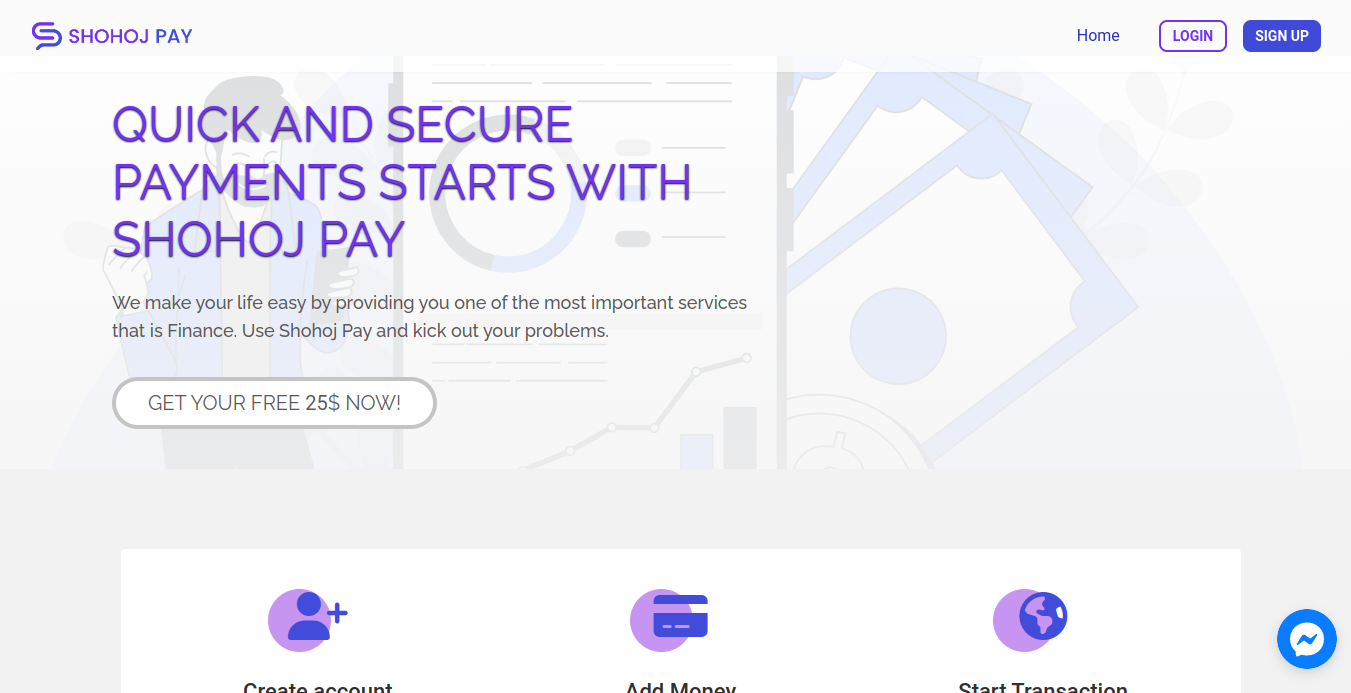 SHOHOJ PAY
Home
LOGIN
SIGN UP
QUICK AND SECURE
PAYMENTS STARTS WITH
SHOHOJ PAY
We make your life easy by providing you one of the most important services
that is Finance. Use Shohoj Pay and kick out your problems.
GET YOUR FREE 25$ NOW!
Create account
Add Money
Start Transaction